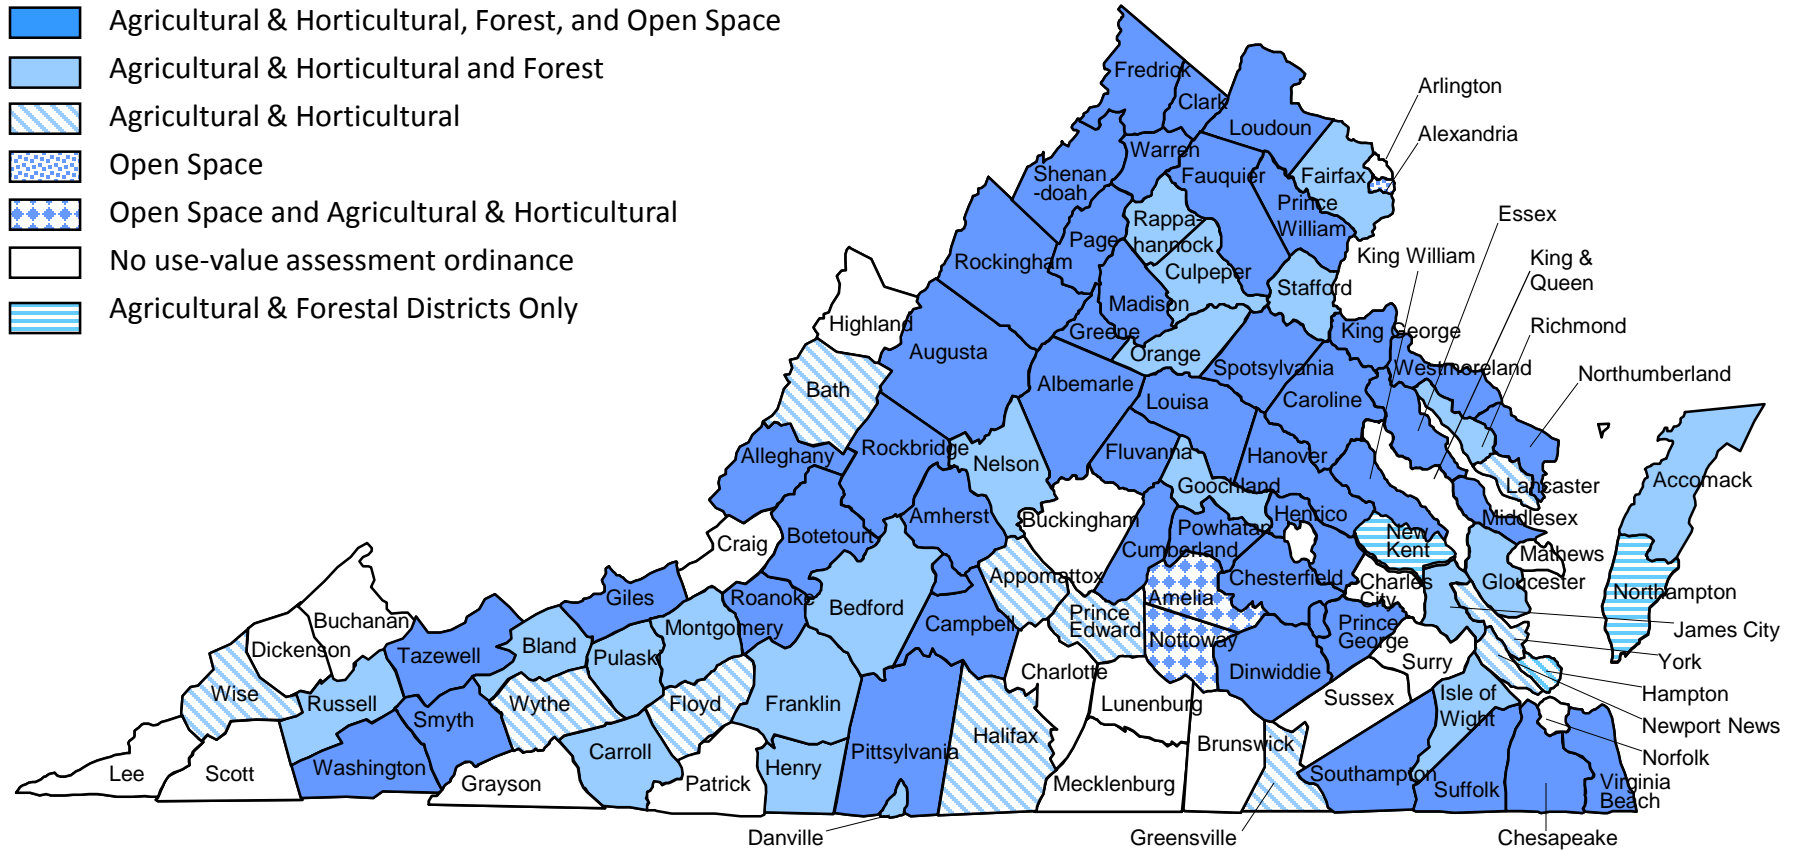 Agricultural & Horticultural, Forest, and Open Space
Agricultural & Horticultural and Forest
Agricultural & Horticultural
Open Space
Open Space and Agricultural & Horticultural
No use-value assessment ordinance
Agricultural & Forestal Districts Only
Fredrick
Clark
Loudoun
Arlington
Alexandria
Warren
Shenan
-doah
Fauquier
Fairfax
Prince
William
Rappa-
hannock
Page
Essex
King William
King &
Queen
Rockingham
Culpeper
Stafford
Madison
Highland
Greene
King George
Richmond
Augusta
Orange
Spotsylvania
Westmoreland
Northumberland
Bath
Albemarle
Louisa
Caroline
Alleghany
Rockbridge
Nelson
Fluvanna
Hanover
Goochland
Lancaster
Accomack
Craig
Botetourt
Amherst
Buckingham
Powhatan
Henrico
Middlesex
Cumberland
New
Kent
Mathews
Appomattox
Chesterfield
Charles
City
Gloucester
Northampton
Giles
Roanoke
Bedford
Amelia
Buchanan
Montgomery
Campbell
Prince
Edward
Nottoway
Prince
George
James City
Dickenson
Tazewell
Bland
Pulaski
Charlotte
Dinwiddie
Surry
York
Wise
Russell
Wythe
Floyd
Franklin
Lunenburg
Sussex
Isle of
Wight
Hampton
Smyth
Newport News
Carroll
Pittsylvania
Halifax
Brunswick
Norfolk
Lee
Scott
Washington
Grayson
Patrick
Henry
Mecklenburg
Southampton
Suffolk
Virginia
Beach
Danville
Greensville
Chesapeake